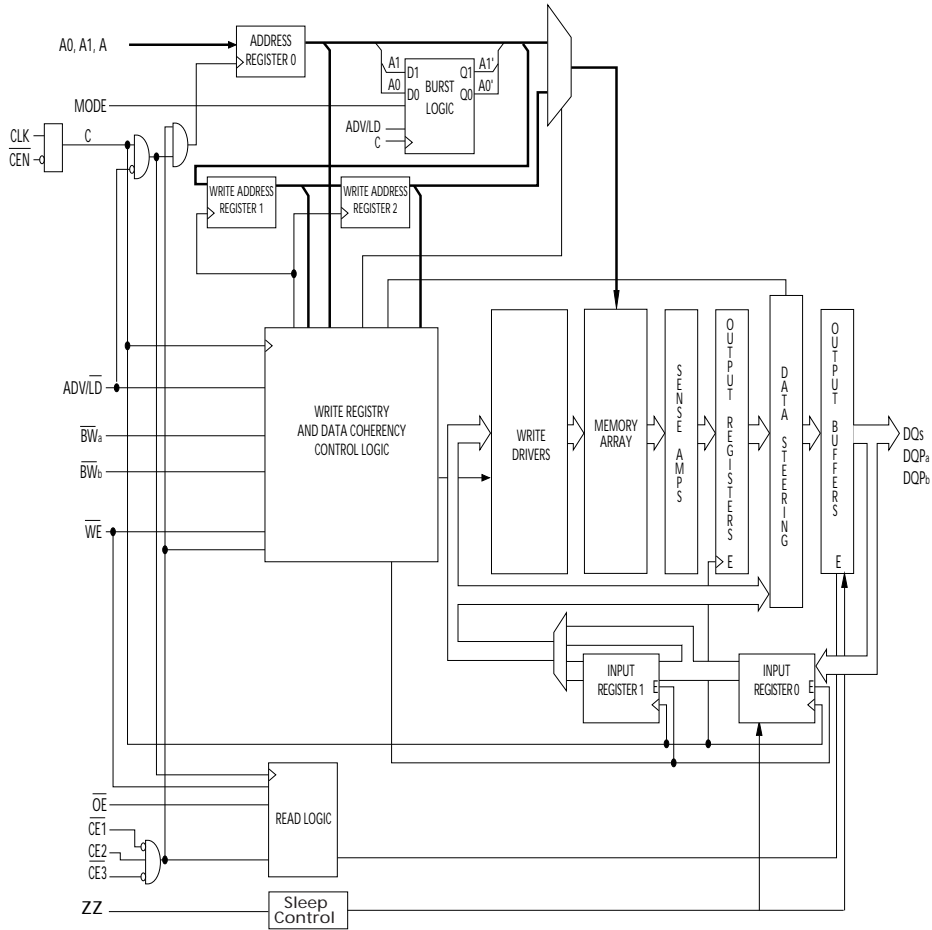 A0, A1, A
ADDRESS
REGISTER 0
A1
A0
D1
D0
BURST
LOGIC
Q1
Q0
A1'
A0'
MODE
ADV/LD
C
CLK
CEN
C
WRITE ADDRESS
REGISTER 1
WRITE ADDRESS
REGISTER 2
ADV/LD
BWa
BWb
WE
WRITE REGISTRY
AND DATA COHERENCY
CONTROL LOGIC
WRITE
DRIVERS
MEMORY
ARRAY
SENSE AMPS
OUTPUT REGISTERS
E
DATA STEERING
OUTPUT BUFFERS
E
DQs
DQPa
DQPb
INPUT
REGISTER 1
E
INPUT
REGISTER 0
E
OE
CE1
CE2
CE3
READ LOGIC
ZZ
Sleep
Control